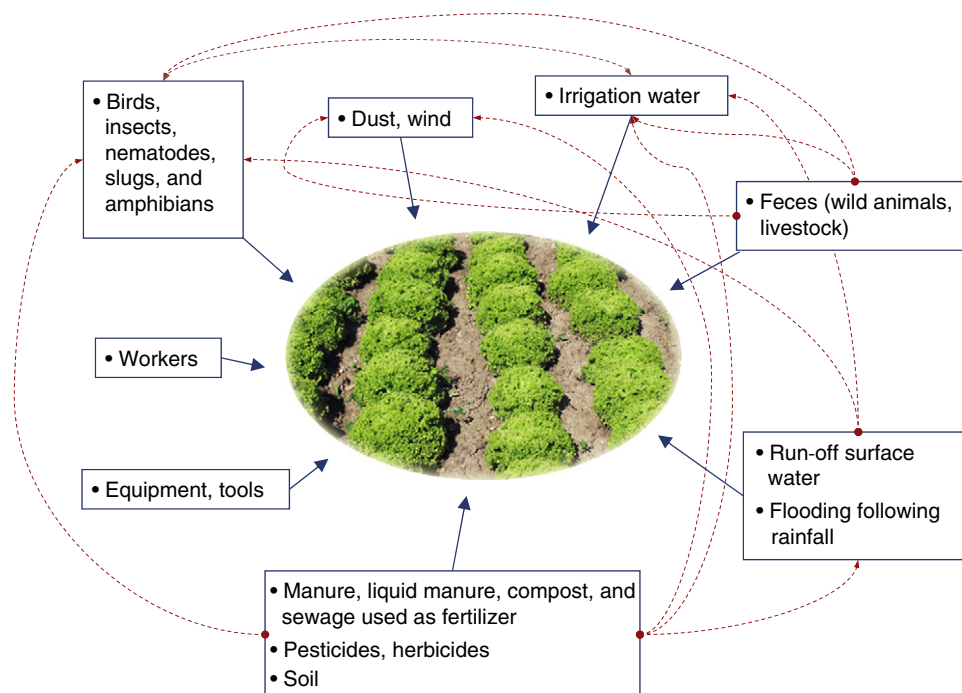 • Birds,
insects,
nematodes,
slugs, and
amphibians
• Dust, wind
• Irrigation water
• Feces (wild animals,
livestock)
• Workers
• Equipment, tools
• Run-off surface
water
• Flooding following
rainfall
• Manure, liquid manure, compost, and
sewage used as fertilizer
• Pesticides, herbicides
• Soil